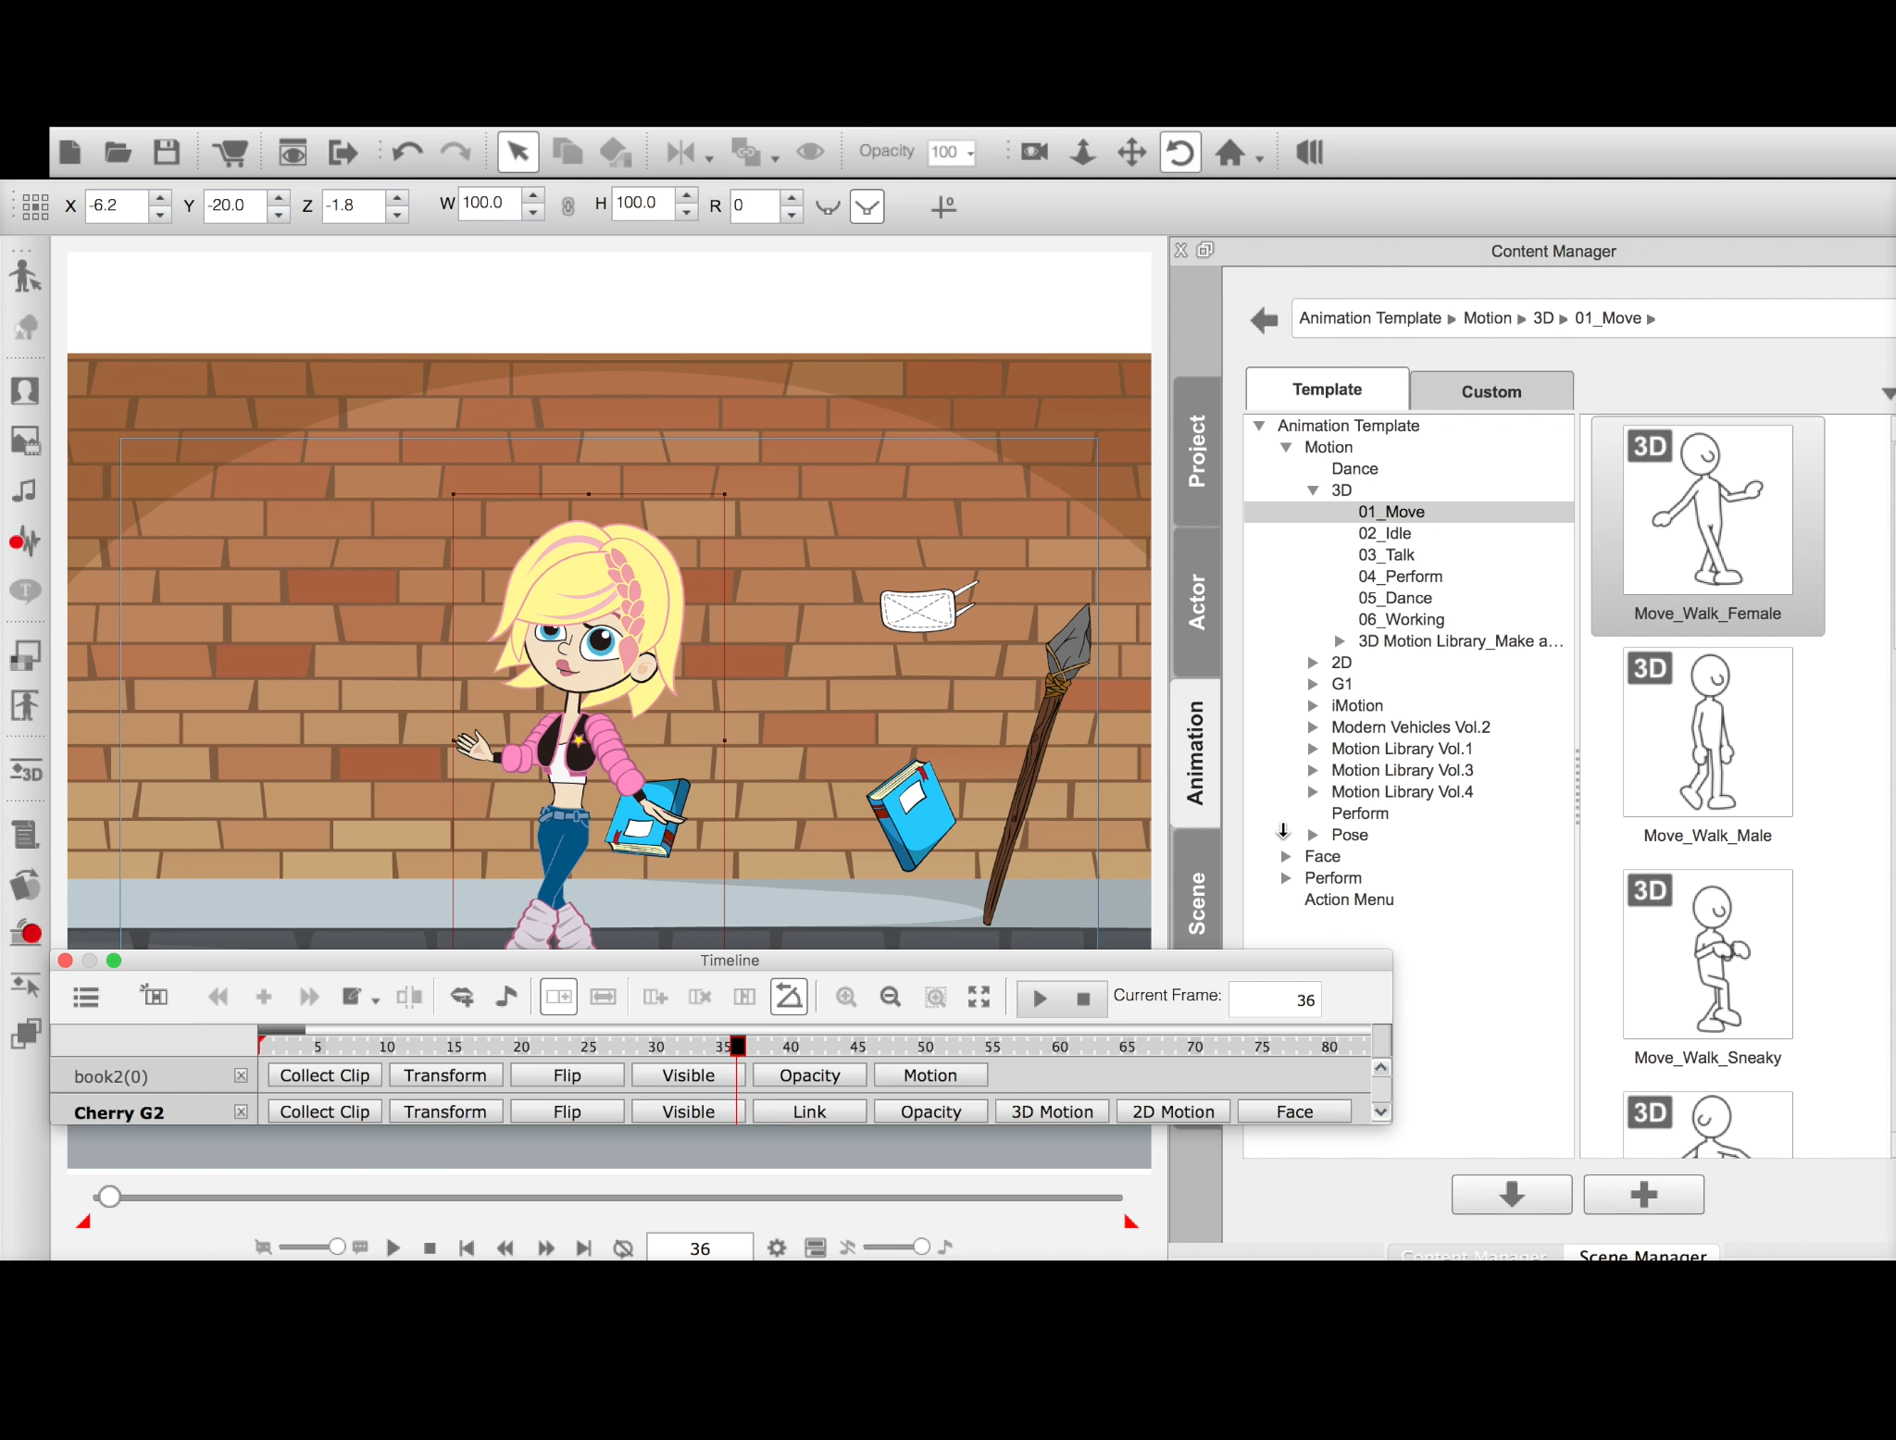 Opacity 100
X -6.2 Y -20.0 Z -1.8 W 100.0 H 100.0 R 0
X Content Manager
Animation Template Motion 3D 01_Move
Template Custom
Project
Actor
Animation
Scene
Animation Template
Motion
Dance
3D
01_Move
02_Idle
03_Talk
04_Perform
05_Dance
06_Working
3D Motion Library_Make a...
2D
G1
iMotion
Modern Vehicles Vol.2
Motion Library Vol.1
Motion Library Vol.3
Motion Library Vol.4
Perform
Pose
Face
Perform
Action Menu
3D
Move_Walk_Female
3D
Move_Walk_Male
3D
Move_Walk_Sneaky
3D
T
3D
Timeline
Current Frame: 36
5 10 15 20 25 30 35 40 45 50 55 60 65 70 75 80
book2(0) Collect Clip Transform Flip Visible Opacity Motion
Cherry G2 Collect Clip Transform Flip Visible Link Opacity 3D Motion 2D Motion Face
36
Content Manager Scene Manager